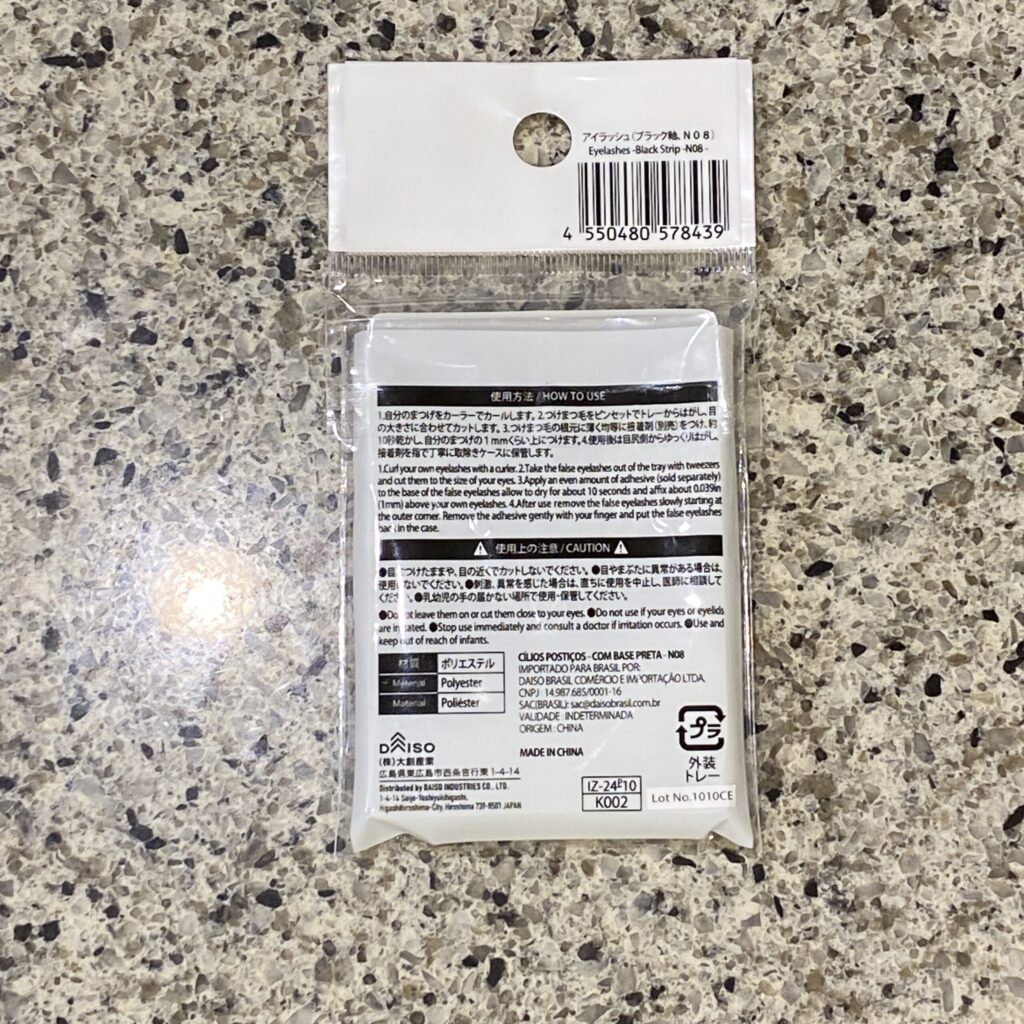 アイラッシュ(ブラック軸、N08)
Eyelashes -Black Strip -N08 -
4 550480 578439
使用方法 / HOW TO USE
1.自分のまつげをカーラーでカールします。2.つけまつ毛をピンセットでトレーからはがし、目
の大きさに合わせてカットします。3.つけまつ毛の根元に薄く均等に接着剤(別売)をつけ、約
10秒乾かし、自分のまつげの1mmくらい上につけます。4.使用後は目尻側からゆっくりはがし、
接着剤を指で丁寧に取除きケースに保管します。
1.Curl your own eyelashes with a curler. 2.Take the false eyelashes out of the tray with tweezers
and cut them to the size of your eyes. 3.Apply an even amount of adhesive (sold separately)
to the base of the false eyelashes allow to dry for about 10 seconds and affix about 0.039in
(1mm) above your own eyelashes. 4.After use remove the false eyelashes slowly starting at
the outer corner. Remove the adhesive gently with your finger and put the false eyelashes
back in the case.
使用上の注意 / CAUTION
●目につけたままや、目の近くでカットしないでください。●目やまぶたに異常がある場合は、
使用しないでください。●刺激、異常を感じた場合は、直ちに使用を中止し、医師に相談して
ください。●乳幼児の手の届かない場所で使用・保管してください。
●Do not leave them on or cut them close to your eyes. ●Do not use if your eyes or eyelids
are irritated. ●Stop use immediately and consult a doctor if irritation occurs. ●Use and
keep out of reach of infants.
材質 ポリエステル
Material Polyester
Material Poliéster
CÍLIOS POSTIÇOS - COM BASE PRETA - N08
IMPORTADO PARA BRASIL POR:
DAISO BRASIL COMÉRCIO E IMPORTAÇÃO LTDA.
CNPJ : 14.987.685/0001-16
SAC(BRASIL): sac@daisobrasil.com.br
VALIDADE : INDETERMINADA
ORIGEM : CHINA
MADE IN CHINA
プラ
外装
トレー
DAISO
(株)大創産業
広島県東広島市西条吉行東1-4-14
Distributed by DAISO INDUSTRIES CO., LTD.
1-4-14 Saijo-Yoshiyukihigashi,
Higashihiroshima-City, Hiroshima 739-8501 JAPAN
IZ-24P10
K002
Lot No.1010CE